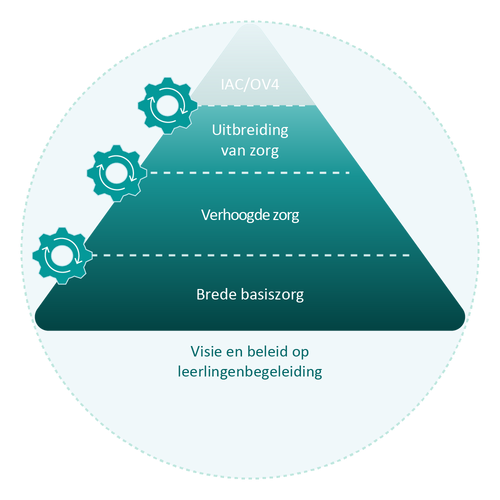 IAC/OV4
Uitbreiding
van zorg
Verhoogde zorg
Brede basiszorg
Visie en beleid op
leerlingenbegeleiding